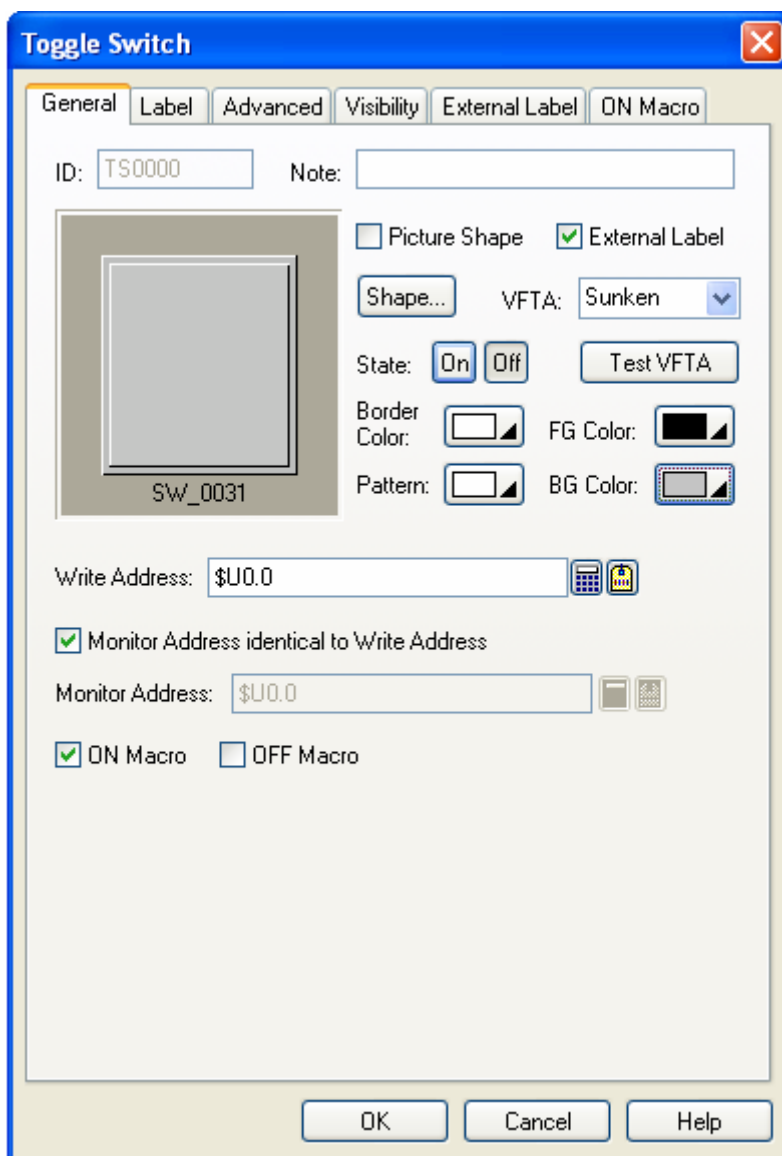 Toggle Switch
General Label Advanced Visibility External Label ON Macro
ID: TS0000 Note:
Picture Shape External Label
Shape... VFTA: Sunken
State: On Off Test VFTA
Border Color: FG Color:
SW_0031 Pattern: BG Color:
Write Address: $U0.0
Monitor Address identical to Write Address
Monitor Address: $U0.0
ON Macro OFF Macro
OK Cancel Help